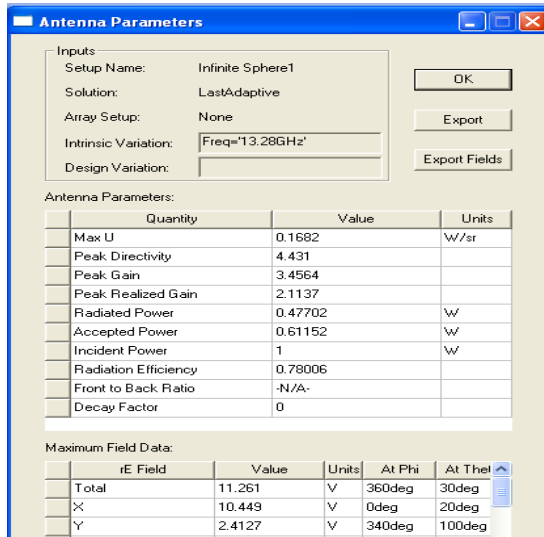 Antenna Parameters
Inputs
Setup Name: Infinite Sphere1
Solution: LastAdaptive
Array Setup: None
Intrinsic Variation: Freq='13.28GHz'
Design Variation:
OK
Export
Export Fields
Antenna Parameters:
Quantity Value Units
Max U 0.1682 W/sr
Peak Directivity 4.431
Peak Gain 3.4564
Peak Realized Gain 2.1137
Radiated Power 0.47702 W
Accepted Power 0.61152 W
Incident Power 1 W
Radiation Efficiency 0.78006
Front to Back Ratio -N/A-
Decay Factor 0
Maximum Field Data:
rE Field Value Units At Phi At Thet
Total 11.261 V 360deg 30deg
X 10.449 V 0deg 20deg
Y 2.4127 V 340deg 100deg